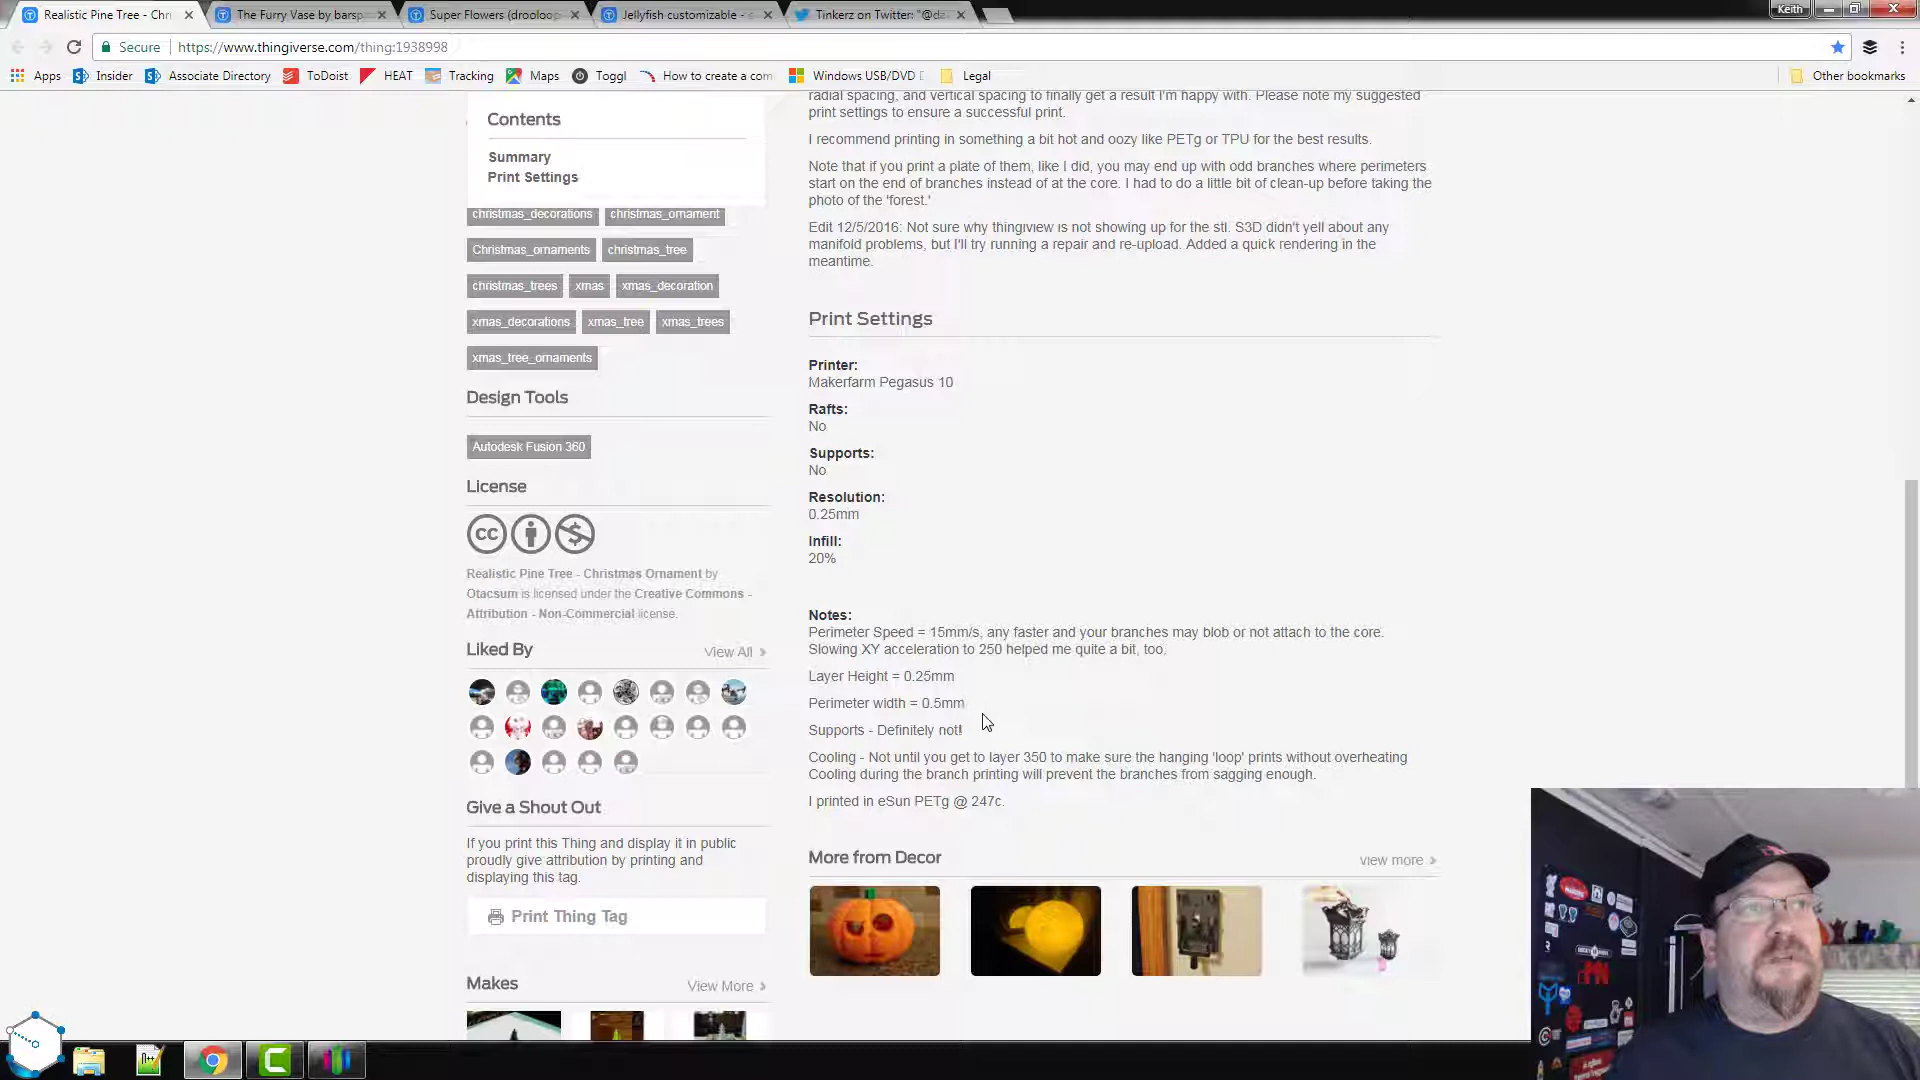 Realistic Pine Tree - Chr
The Furry Vase by barsp
Super Flowers (drooloop
Jellyfish customizable - s
Tinkerz on Twitter: "@da
Keith
Secure
https://www.thingiverse.com/thing:1938998
Apps
Insider
Associate Directory
ToDoist
HEAT
Tracking
Maps
Toggl
How to create a com
Windows USB/DVD
Legal
Other bookmarks
Contents
Summary
Print Settings
christmas_decorations
christmas_ornament
Christmas_ornaments
christmas_tree
christmas_trees
xmas
xmas_decoration
xmas_decorations
xmas_tree
xmas_trees
xmas_tree_ornaments
Design Tools
Autodesk Fusion 360
License
Realistic Pine Tree - Christmas Ornament by
Otacsum is licensed under the Creative Commons -
Attribution - Non-Commercial license.
Liked By
View All
Give a Shout Out
If you print this Thing and display it in public
proudly give attribution by printing and
displaying this tag.
Print Thing Tag
Makes
View More
radial spacing, and vertical spacing to finally get a result I'm happy with. Please note my suggested
print settings to ensure a successful print.
I recommend printing in something a bit hot and oozy like PETg or TPU for the best results.
Note that if you print a plate of them, like I did, you may end up with odd branches where perimeters
start on the end of branches instead of at the core. I had to do a little bit of clean-up before taking the
photo of the 'forest.'
Edit 12/5/2016: Not sure why thingiview is not showing up for the stl. S3D didn't yell about any
manifold problems, but I'll try running a repair and re-upload. Added a quick rendering in the
meantime.
Print Settings
Printer:
Makerfarm Pegasus 10
Rafts:
No
Supports:
No
Resolution:
0.25mm
Infill:
20%
Notes:
Perimeter Speed = 15mm/s, any faster and your branches may blob or not attach to the core.
Slowing XY acceleration to 250 helped me quite a bit, too.
Layer Height = 0.25mm
Perimeter width = 0.5mm
Supports - Definitely not!
Cooling - Not until you get to layer 350 to make sure the hanging 'loop' prints without overheating
Cooling during the branch printing will prevent the branches from sagging enough.
I printed in eSun PETg @ 247c.
More from Decor
view more